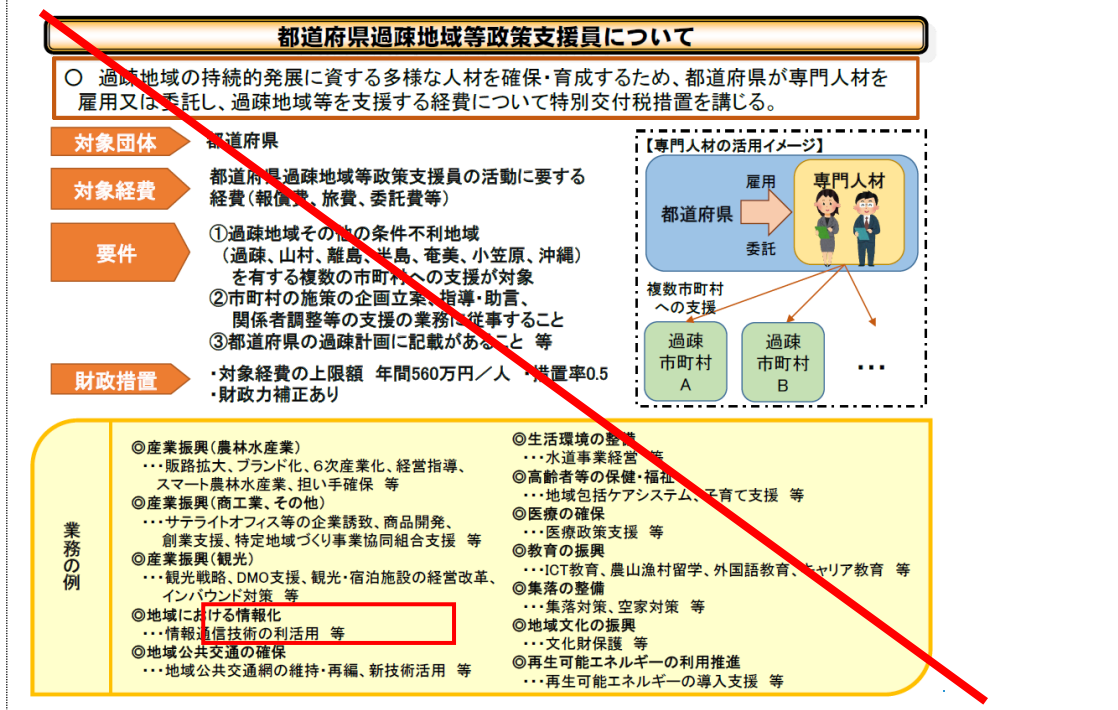 都道府県過疎地域等政策支援員について
○　過疎地域の持続的発展に資する多様な人材を確保・育成するため、都道府県が専門人材を
雇用又は委託し、過疎地域等を支援する経費について特別交付税措置を講じる。
対象団体
都道府県
対象経費
都道府県過疎地域等政策支援員の活動に要する
経費（報償費、旅費、委託費等）
要件
①過疎地域その他の条件不利地域
（過疎、山村、離島、半島、奄美、小笠原、沖縄）
を有する複数の市町村への支援が対象
②市町村の施策の企画立案、指導・助言、
関係者調整等の支援の業務に従事すること
③都道府県の過疎計画に記載があること　等
財政措置
・対象経費の上限額　年間560万円／人　・措置率0.5
・財政力補正あり
【専門人材の活用イメージ】
都道府県
雇用
委託
専門人材
複数市町村
への支援
過疎
市町村
A
過疎
市町村
B
･･･
業務の例
◎産業振興（農林水産業）
･･･販路拡大、ブランド化、６次産業化、経営指導、
スマート農林水産業、担い手確保　等
◎産業振興（商工業、その他）
･･･サテライトオフィス等の企業誘致、商品開発、
創業支援、特定地域づくり事業協同組合支援　等
◎産業振興（観光）
･･･観光戦略、DMO支援、観光・宿泊施設の経営改革、
インバウンド対策　等
◎地域における情報化
･･･情報通信技術の利活用　等
◎地域公共交通の確保
･･･地域公共交通網の維持・再編、新技術活用　等
◎生活環境の整備
･･･水道事業経営　等
◎高齢者等の保健・福祉
･･･地域包括ケアシステム、子育て支援　等
◎医療の確保
･･･医療政策支援　等
◎教育の振興
･･･ICT教育、農山漁村留学、外国語教育、キャリア教育　等
◎集落の整備
･･･集落対策、空家対策　等
◎地域文化の振興
･･･文化財保護　等
◎再生可能エネルギーの利用推進
･･･再生可能エネルギーの導入支援　等